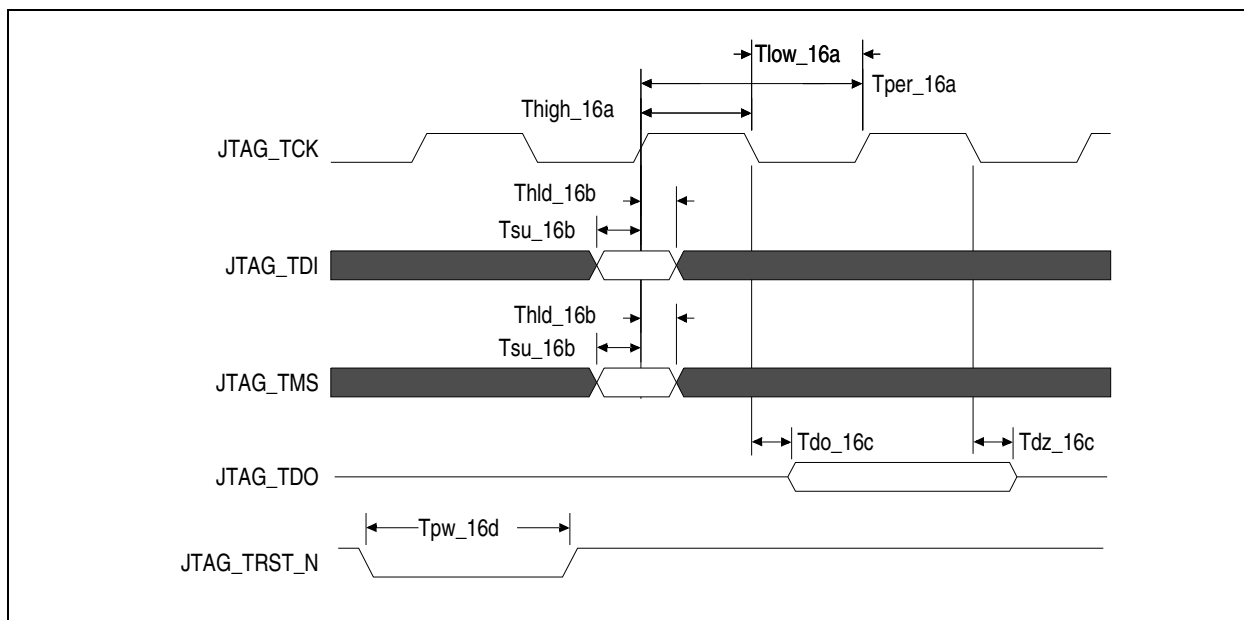 Tlow_16a
Tper_16a
Thigh_16a
JTAG_TCK
Thld_16b
Tsu_16b
JTAG_TDI
Thld_16b
Tsu_16b
JTAG_TMS
Tdo_16c
Tdz_16c
JTAG_TDO
Tpw_16d
JTAG_TRST_N